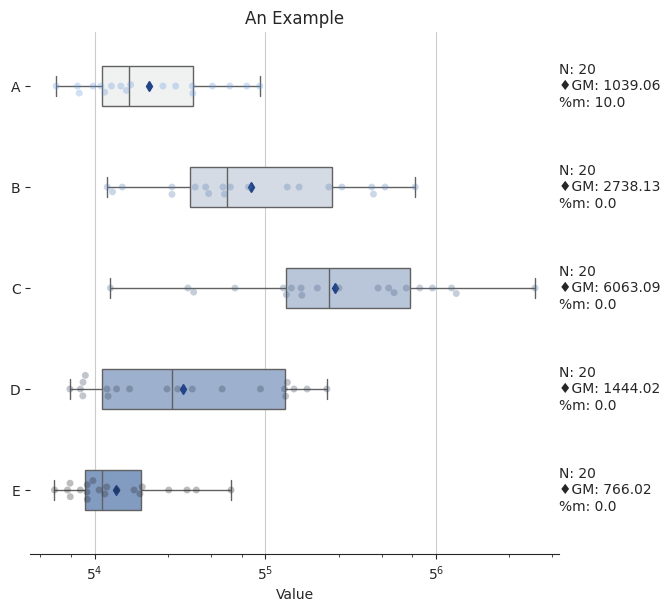 An Example
A
N: 20
♦GM: 1039.06
%m: 10.0
B
N: 20
♦GM: 2738.13
%m: 0.0
C
N: 20
♦GM: 6063.09
%m: 0.0
D
N: 20
♦GM: 1444.02
%m: 0.0
E
N: 20
♦GM: 766.02
%m: 0.0
5⁴ 5⁵ 5⁶
Value